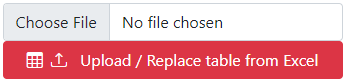 Choose File No file chosen
Upload / Replace table from Excel